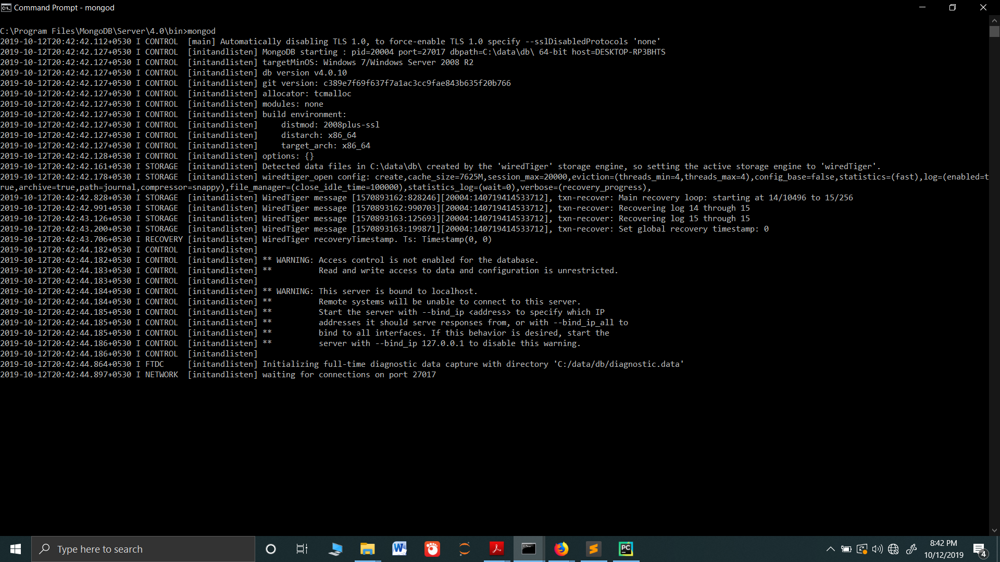 Command Prompt - mongod
C:\Program Files\MongoDB\Server\4.0\bin>mongod
2019-10-12T20:42:42.112+0530 I CONTROL  [main] Automatically disabling TLS 1.0, to force-enable TLS 1.0 specify --sslDisabledProtocols 'none'
2019-10-12T20:42:42.127+0530 I CONTROL  [initandlisten] MongoDB starting : pid=20004 port=27017 dbpath=C:\data\db\ 64-bit host=DESKTOP-RP3BHTS
2019-10-12T20:42:42.127+0530 I CONTROL  [initandlisten] targetMinOS: Windows 7/Windows Server 2008 R2
2019-10-12T20:42:42.127+0530 I CONTROL  [initandlisten] db version v4.0.10
2019-10-12T20:42:42.127+0530 I CONTROL  [initandlisten] git version: c389e7f69f637f7a1ac3cc9fae843b635f20b766
2019-10-12T20:42:42.127+0530 I CONTROL  [initandlisten] allocator: tcmalloc
2019-10-12T20:42:42.127+0530 I CONTROL  [initandlisten] modules: none
2019-10-12T20:42:42.127+0530 I CONTROL  [initandlisten] build environment:
2019-10-12T20:42:42.127+0530 I CONTROL  [initandlisten]     distmod: 2008plus-ssl
2019-10-12T20:42:42.127+0530 I CONTROL  [initandlisten]     distarch: x86_64
2019-10-12T20:42:42.127+0530 I CONTROL  [initandlisten]     target_arch: x86_64
2019-10-12T20:42:42.128+0530 I CONTROL  [initandlisten] options: {}
2019-10-12T20:42:42.161+0530 I STORAGE  [initandlisten] Detected data files in C:\data\db\ created by the 'wiredTiger' storage engine, so setting the active storage engine to 'wiredTiger'.
2019-10-12T20:42:42.178+0530 I STORAGE  [initandlisten] wiredtiger_open config: create,cache_size=7625M,session_max=20000,eviction=(threads_min=4,threads_max=4),config_base=false,statistics=(fast),log=(enabled=t
rue,archive=true,path=journal,compressor=snappy),file_manager=(close_idle_time=100000),statistics_log=(wait=0),verbose=(recovery_progress),
2019-10-12T20:42:42.828+0530 I STORAGE  [initandlisten] WiredTiger message [1570893162:828246][20004:140719414533712], txn-recover: Main recovery loop: starting at 14/10496 to 15/256
2019-10-12T20:42:42.991+0530 I STORAGE  [initandlisten] WiredTiger message [1570893162:990703][20004:140719414533712], txn-recover: Recovering log 14 through 15
2019-10-12T20:42:43.126+0530 I STORAGE  [initandlisten] WiredTiger message [1570893163:125693][20004:140719414533712], txn-recover: Recovering log 15 through 15
2019-10-12T20:42:43.200+0530 I STORAGE  [initandlisten] WiredTiger message [1570893163:199871][20004:140719414533712], txn-recover: Set global recovery timestamp: 0
2019-10-12T20:42:43.706+0530 I RECOVERY [initandlisten] WiredTiger recoveryTimestamp. Ts: Timestamp(0, 0)
2019-10-12T20:42:44.182+0530 I CONTROL  [initandlisten]
2019-10-12T20:42:44.182+0530 I CONTROL  [initandlisten] ** WARNING: Access control is not enabled for the database.
2019-10-12T20:42:44.183+0530 I CONTROL  [initandlisten] **          Read and write access to data and configuration is unrestricted.
2019-10-12T20:42:44.183+0530 I CONTROL  [initandlisten]
2019-10-12T20:42:44.184+0530 I CONTROL  [initandlisten] ** WARNING: This server is bound to localhost.
2019-10-12T20:42:44.184+0530 I CONTROL  [initandlisten] **          Remote systems will be unable to connect to this server.
2019-10-12T20:42:44.185+0530 I CONTROL  [initandlisten] **          Start the server with --bind_ip <address> to specify which IP
2019-10-12T20:42:44.185+0530 I CONTROL  [initandlisten] **          addresses it should serve responses from, or with --bind_ip_all to
2019-10-12T20:42:44.185+0530 I CONTROL  [initandlisten] **          bind to all interfaces. If this behavior is desired, start the
2019-10-12T20:42:44.186+0530 I CONTROL  [initandlisten] **          server with --bind_ip 127.0.0.1 to disable this warning.
2019-10-12T20:42:44.186+0530 I CONTROL  [initandlisten]
2019-10-12T20:42:44.864+0530 I FTDC     [initandlisten] Initializing full-time diagnostic data capture with directory 'C:/data/db/diagnostic.data'
2019-10-12T20:42:44.897+0530 I NETWORK  [initandlisten] waiting for connections on port 27017
Type here to search
8:42 PM
10/12/2019
4